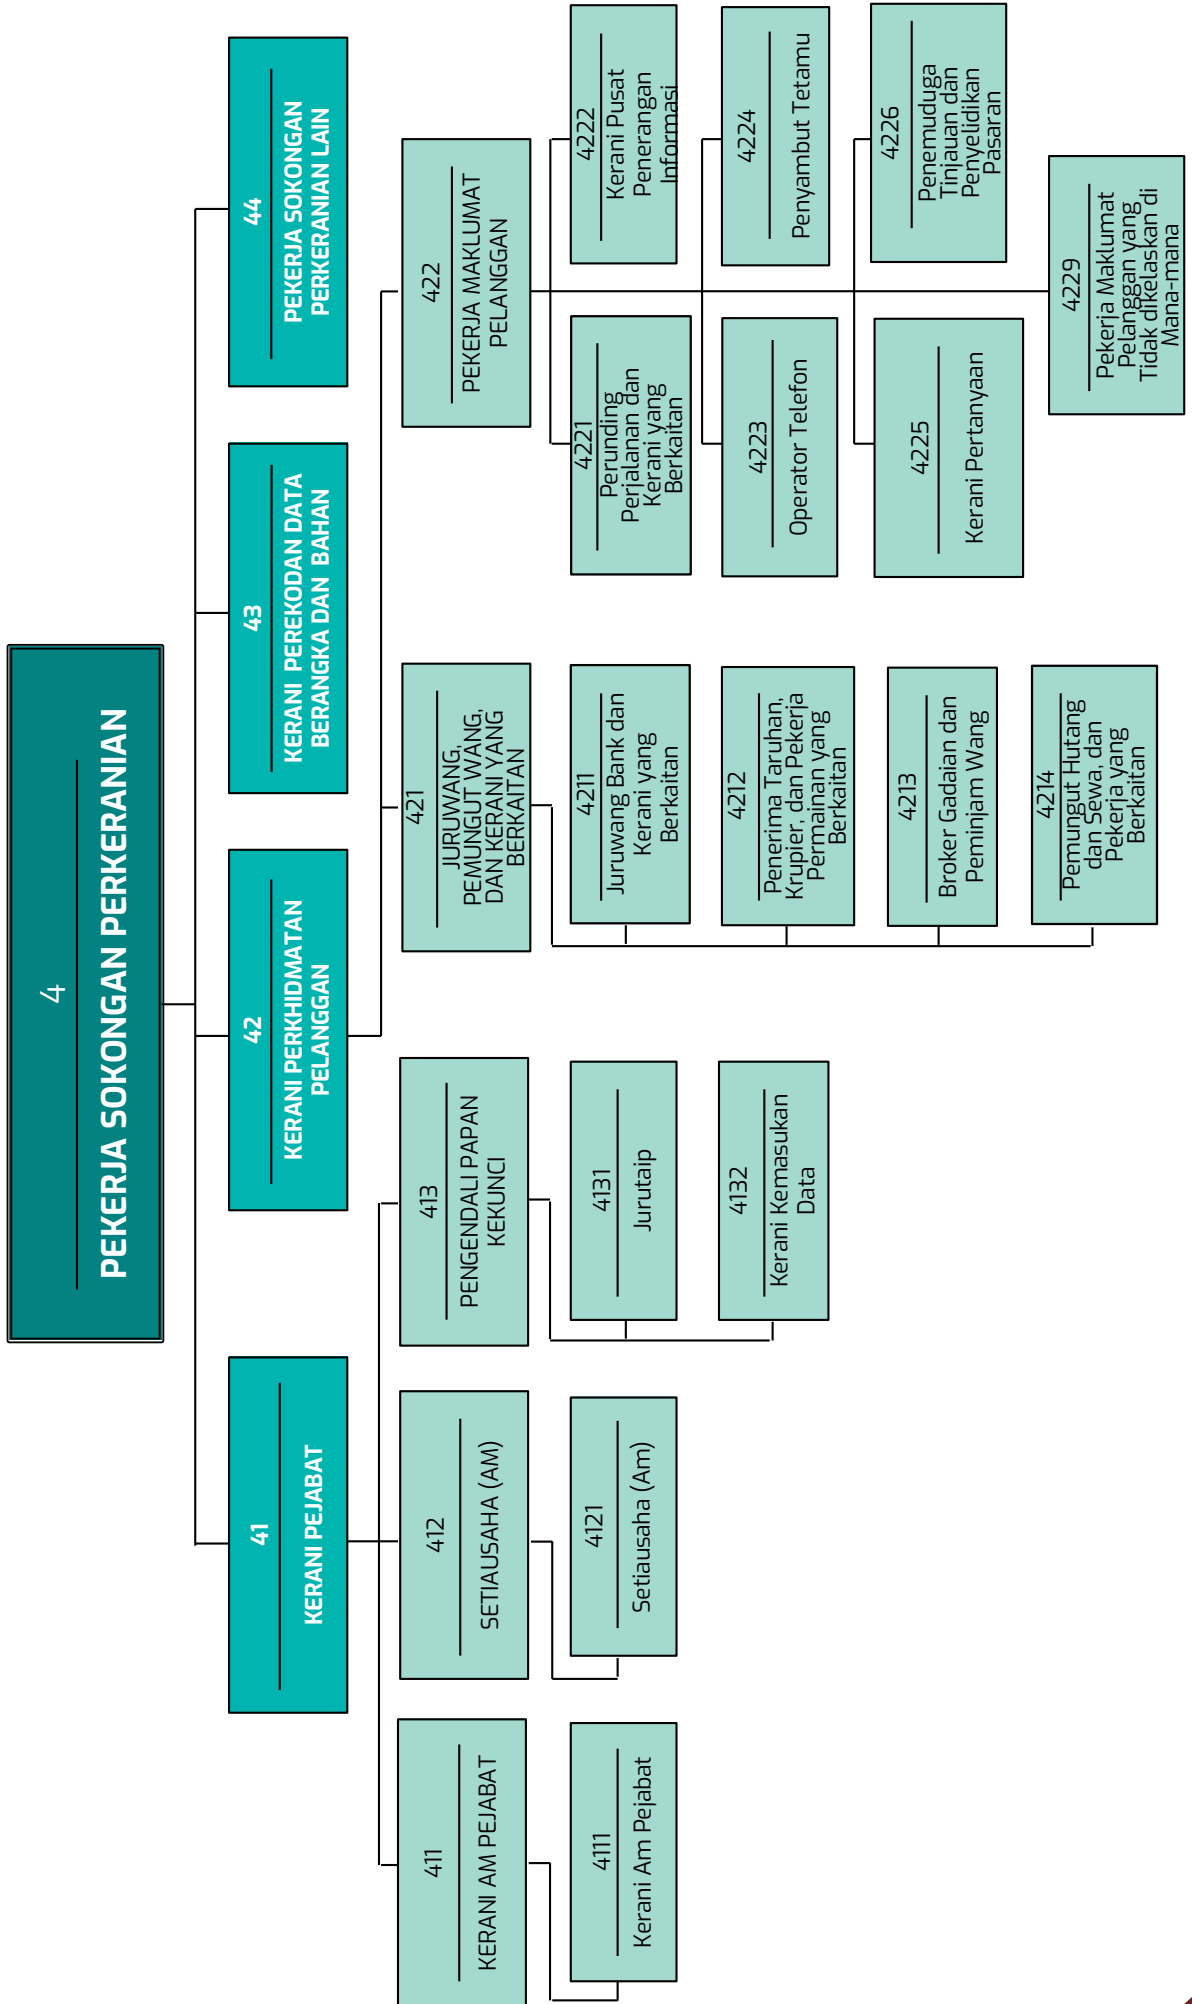 4
PEKERJA SOKONGAN PERKERANIAN
41
KERANI PEJABAT
42
KERANI PERKHIDMATAN
PELANGGAN
43
KERANI PEREKODAN DATA
BERANGKA DAN BAHAN
44
PEKERJA SOKONGAN
PERKERANIAN LAIN
411
KERANI AM PEJABAT
412
SETIAUSAHA (AM)
413
PENGENDALI PAPAN
KEKUNCI
421
JURUWANG,
PEMUNGUT WANG,
DAN KERANI YANG
BERKAITAN
422
PEKERJA MAKLUMAT
PELANGGAN
4111
Kerani Am Pejabat
4121
Setiausaha (Am)
4131
Jurutaip
4132
Kerani Kemasukan
Data
4211
Juruwang Bank dan
Kerani yang
Berkaitan
4212
Penerima Taruhan,
Krupier, dan Pekerja
Permainan yang
Berkaitan
4213
Broker Gadaian dan
Peminjam Wang
4214
Pemungut Hutang
dan Sewa, dan
Pekerja yang
Berkaitan
4221
Perunding
Perjalanan dan
Kerani yang
Berkaitan
4222
Kerani Pusat
Penerangan
Informasi
4223
Operator Telefon
4224
Penyambut Tetamu
4225
Kerani Pertanyaan
4226
Penemuduga
Tinjauan dan
Penyelidikan
Pasaran
4229
Pekerja Maklumat
Pelanggan yang
Tidak dikelaskan di
Mana-mana